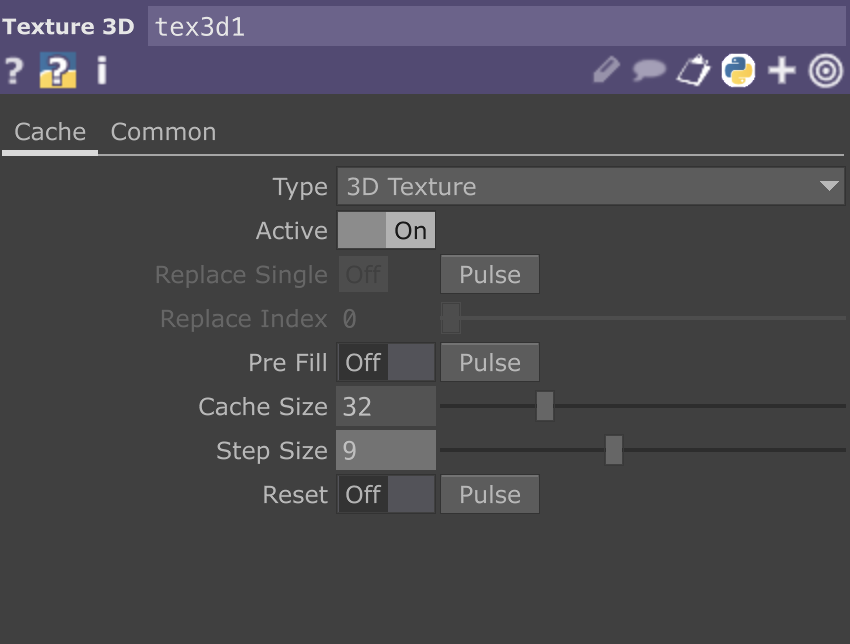 Texture 3D tex3d1
? ? i
Cache Common
Type 3D Texture
Active On
Replace Single Off Pulse
Replace Index 0
Pre Fill Off Pulse
Cache Size 32
Step Size 9
Reset Off Pulse